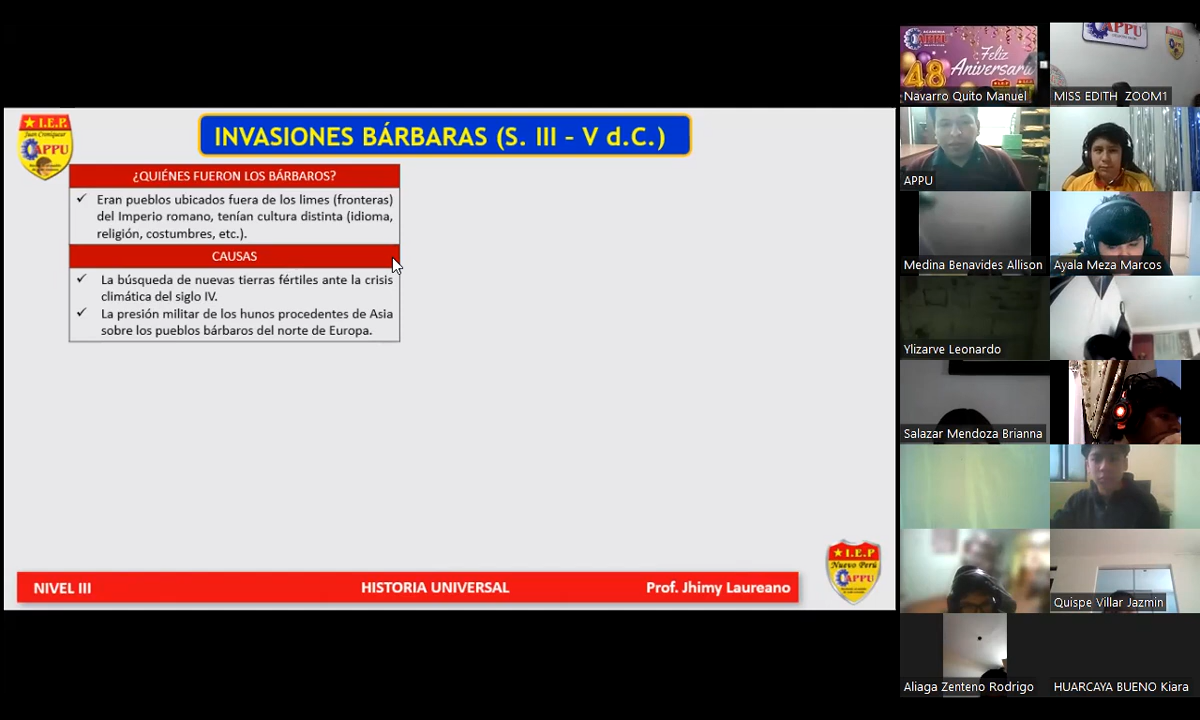 INVASIONES BÁRBARAS (S. III - V d.C.)
I.E.P.
Juan Croniqueur
APPU
¿QUIÉNES FUERON LOS BÁRBAROS?
✓ Eran pueblos ubicados fuera de los limes (fronteras)
del Imperio romano, tenían cultura distinta (idioma,
religión, costumbres, etc.).
CAUSAS
✓ La búsqueda de nuevas tierras fértiles ante la crisis
climática del siglo IV.
✓ La presión militar de los hunos procedentes de Asia
sobre los pueblos bárbaros del norte de Europa.
I.E.P
Nuevo Perú
APPU
NIVEL III HISTORIA UNIVERSAL Prof. Jhimy Laureano
ACADEMIA
APPU
Feliz
48 Aniversario
Navarro Quito Manuel
APPU
MISS EDITH ZOOM1
APPU
Medina Benavides Allison
Ayala Meza Marcos
Ylizarve Leonardo
Salazar Mendoza Brianna
Quispe Villar Jazmin
Aliaga Zenteno Rodrigo
HUARCAYA BUENO Kiara